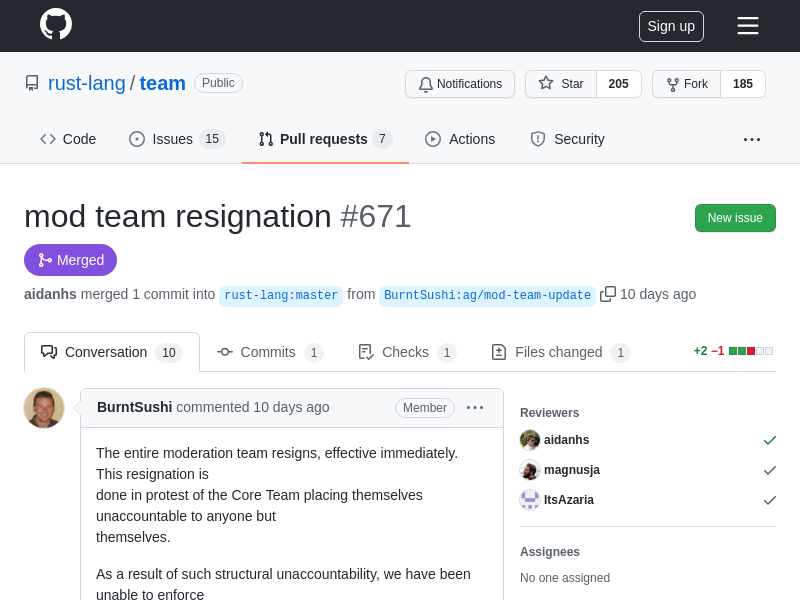 Sign up
rust-lang / team Public
Notifications Star 205 Fork 185
Code Issues 15 Pull requests 7 Actions Security
mod team resignation #671
New issue
Merged
aidanhs merged 1 commit into rust-lang:master from BurntSushi:ag/mod-team-update 10 days ago
Conversation 10 Commits 1 Checks 1 Files changed 1 +2 −1
BurntSushi commented 10 days ago Member
The entire moderation team resigns, effective immediately.
This resignation is
done in protest of the Core Team placing themselves
unaccountable to anyone but
themselves.
As a result of such structural unaccountability, we have been
unable to enforce
Reviewers
aidanhs
magnusja
ItsAzaria
Assignees
No one assigned